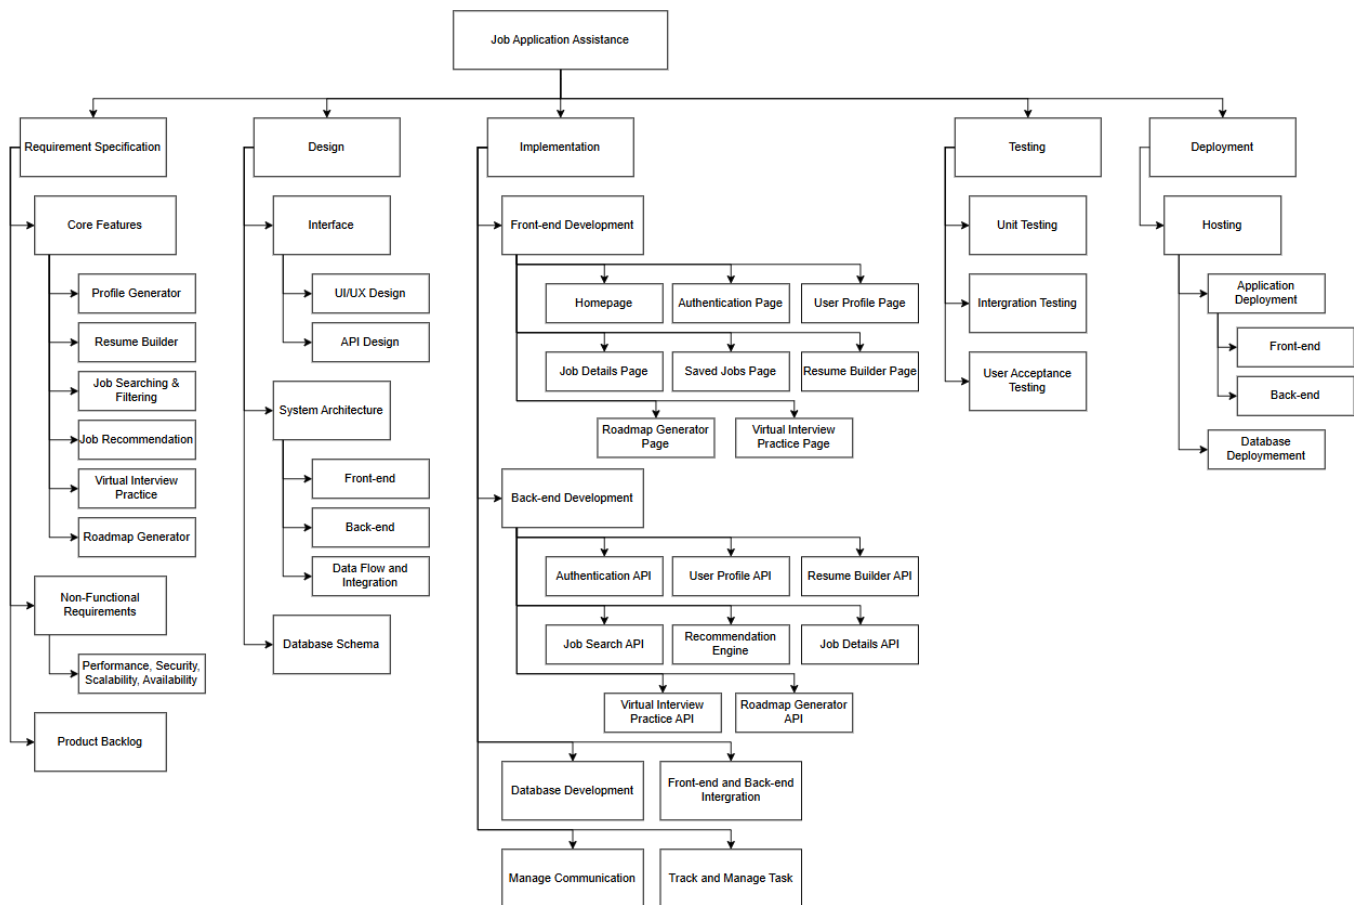 Job Application Assistance
Requirement Specification
Design
Implementation
Testing
Deployment
Core Features
Interface
Front-end Development
Unit Testing
Hosting
Profile Generator
UI/UX Design
Homepage
Authentication Page
User Profile Page
Intergration Testing
Application
Deployment
Resume Builder
API Design
Front-end
Job Searching &
Filtering
Job Details Page
Saved Jobs Page
Resume Builder Page
User Acceptance
Testing
Back-end
System Architecture
Job Recommendation
Roadmap Generator
Page
Virtual Interview
Practice Page
Database
Deploymement
Virtual Interview
Practice
Front-end
Back-end Development
Roadmap Generator
Back-end
Data Flow and
Integration
Authentication API
User Profile API
Resume Builder API
Non-Functional
Requirements
Database Schema
Job Search API
Recommendation
Engine
Job Details API
Performance, Security,
Scalability, Availability
Virtual Interview
Practice API
Roadmap Generator
API
Product Backlog
Database Development
Front-end and Back-end
Intergration
Manage Communication
Track and Manage Task